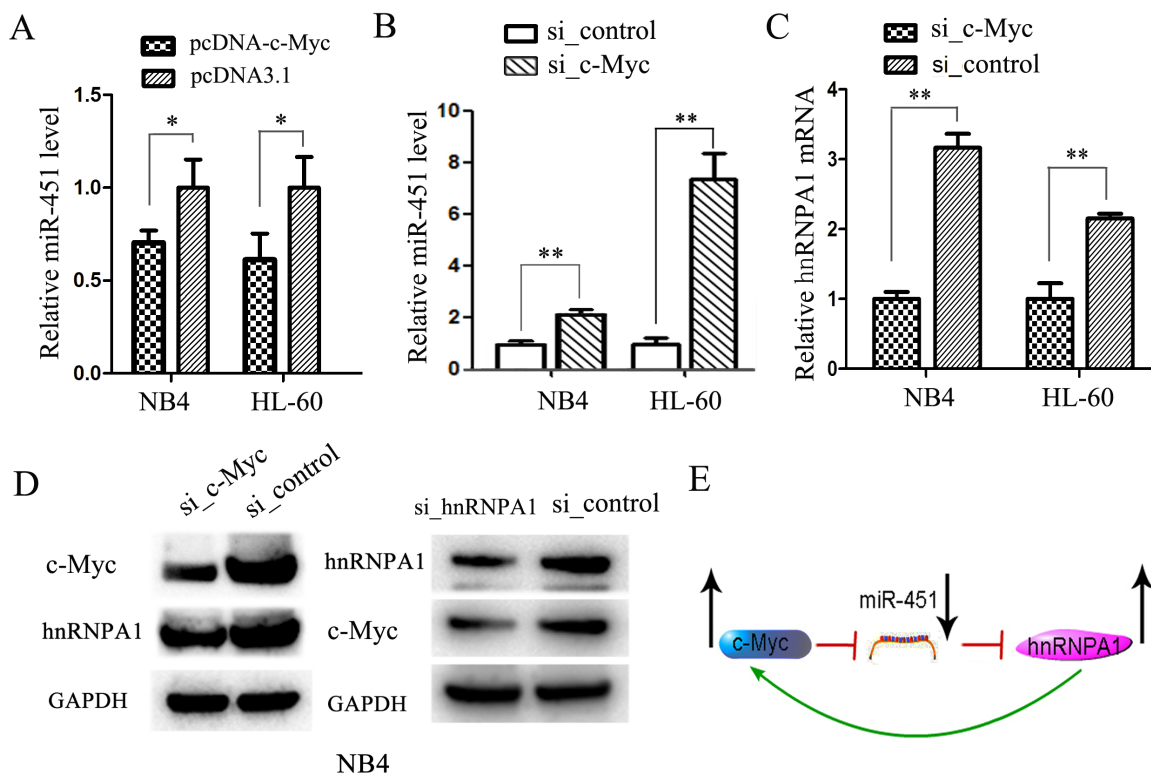 A
pcDNA-c-Myc
pcDNA3.1
Relative miR-451 level
1.5
1.0
0.5
0.0
*
*
NB4
HL-60
B
si_control
si_c-Myc
Relative miR-451 level
10
8
6
4
2
0
**
**
NB4
HL-60
C
si_c-Myc
si_control
Relative hnRNPA1 mRNA
4
3
2
1
0
**
**
NB4
HL-60
D
si_c-Myc
si_control
c-Myc
hnRNPA1
GAPDH
si_hnRNPA1
si_control
hnRNPA1
c-Myc
GAPDH
NB4
E
miR-451
c-Myc
hnRNPA1